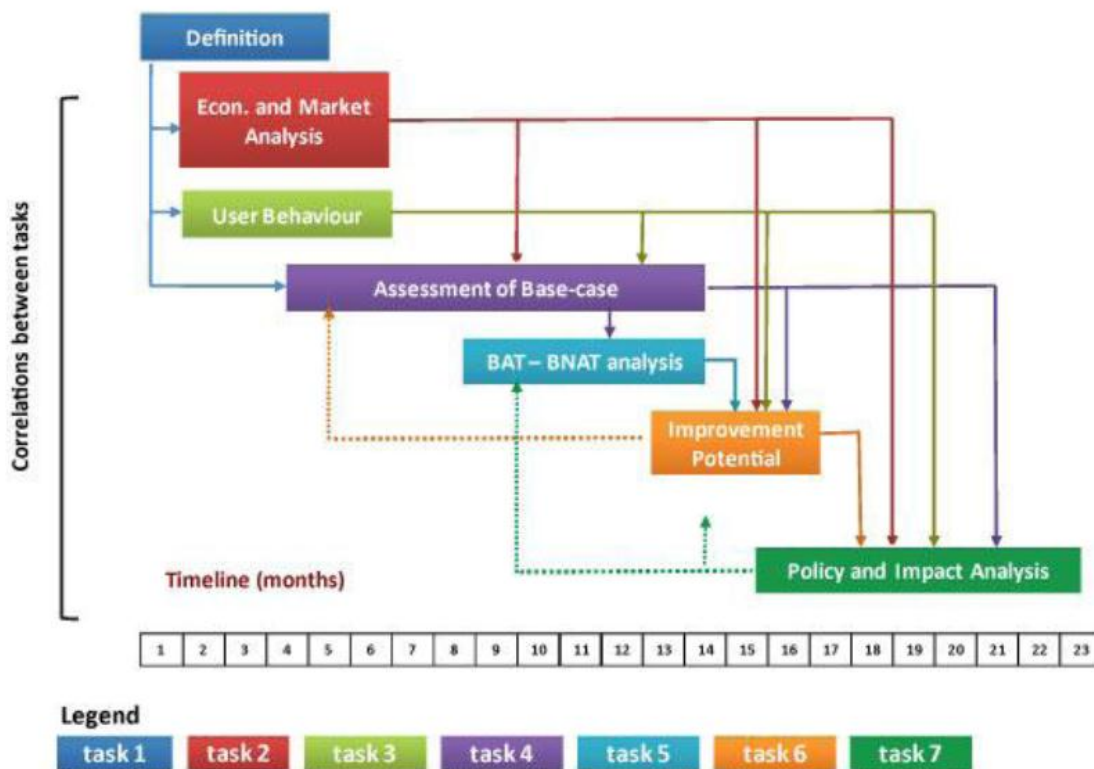 Definition
Econ. and Market
Analysis
User Behaviour
Assessment of Base-case
BAT – BNAT analysis
Improvement
Potential
Policy and Impact Analysis
Correlations between tasks
Timeline (months)
1 2 3 4 5 6 7 8 9 10 11 12 13 14 15 16 17 18 19 20 21 22 23
Legend
task 1 task 2 task 3 task 4 task 5 task 6 task 7